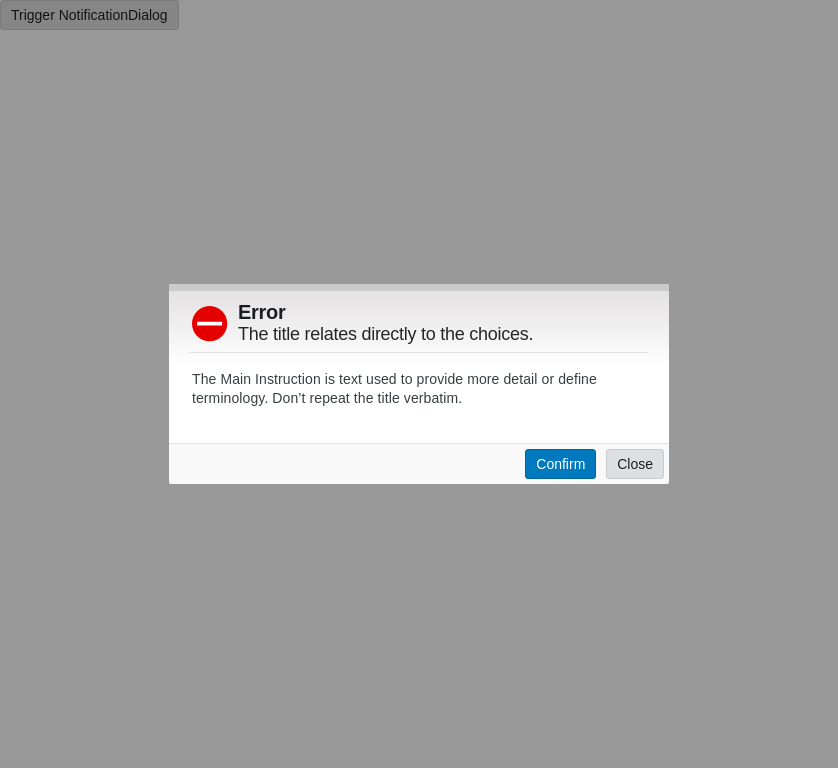 Trigger NotificationDialog
Error
The title relates directly to the choices.
The Main Instruction is text used to provide more detail or define
terminology. Don’t repeat the title verbatim.
Confirm Close